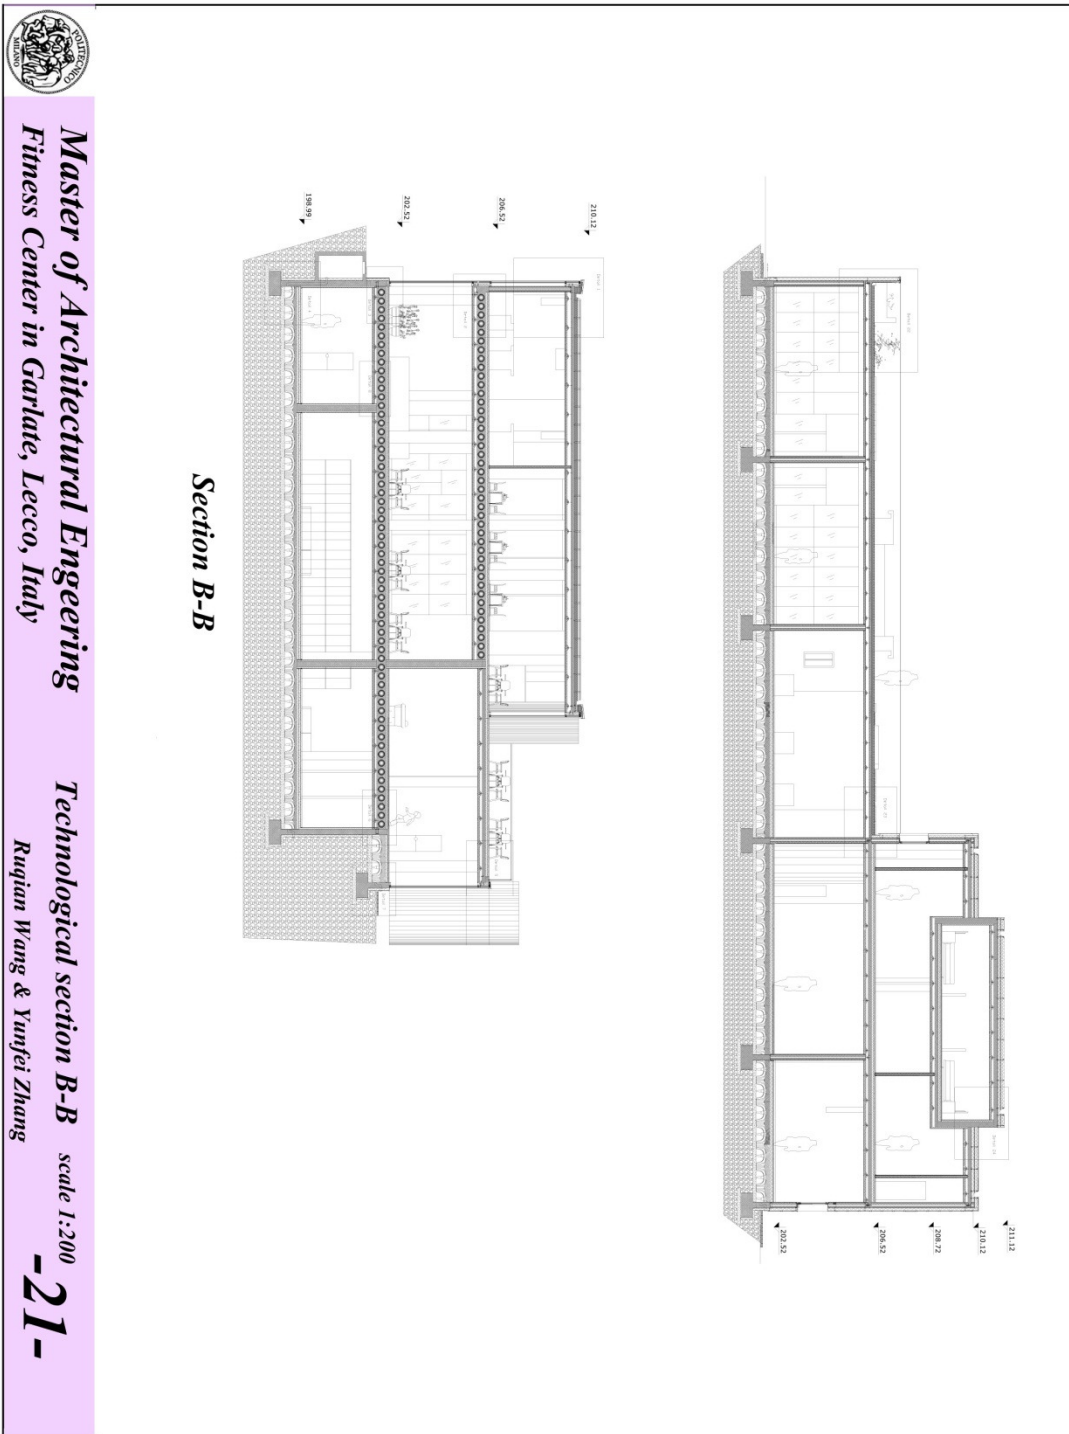 211.12
210.12
208.72
206.52
202.52
210.12
206.52
202.52
198.99
Section B-B
POLITECNICO
MILANO
Master of Architectural Engeering
Fitness Center in Garlate, Lecco, Italy
Technological section B-B scale 1:200
Ruqian Wang & Yunfei Zhang
-21-